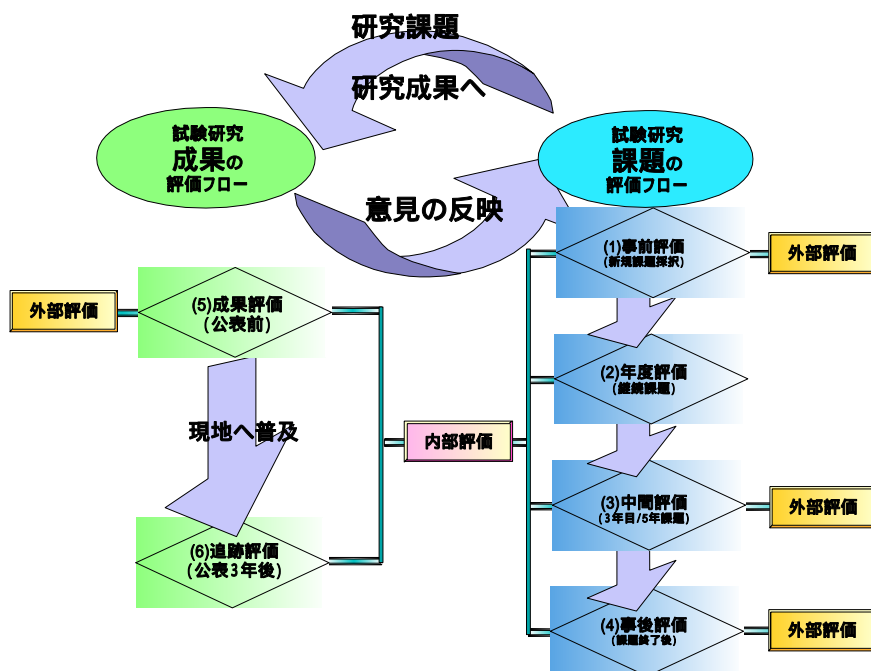 研究課題
研究成果へ
試験研究
成果の
評価フロー
試験研究
課題の
評価フロー
意見の反映
(1)事前評価
(新規課題採択)
外部評価
外部評価
(5)成果評価
(公表前)
(2)年度評価
(継続課題)
現地へ普及
内部評価
(3)中間評価
(3年目/5年課題)
外部評価
(6)追跡評価
(公表3年後)
(4)事後評価
(課題終了後)
外部評価